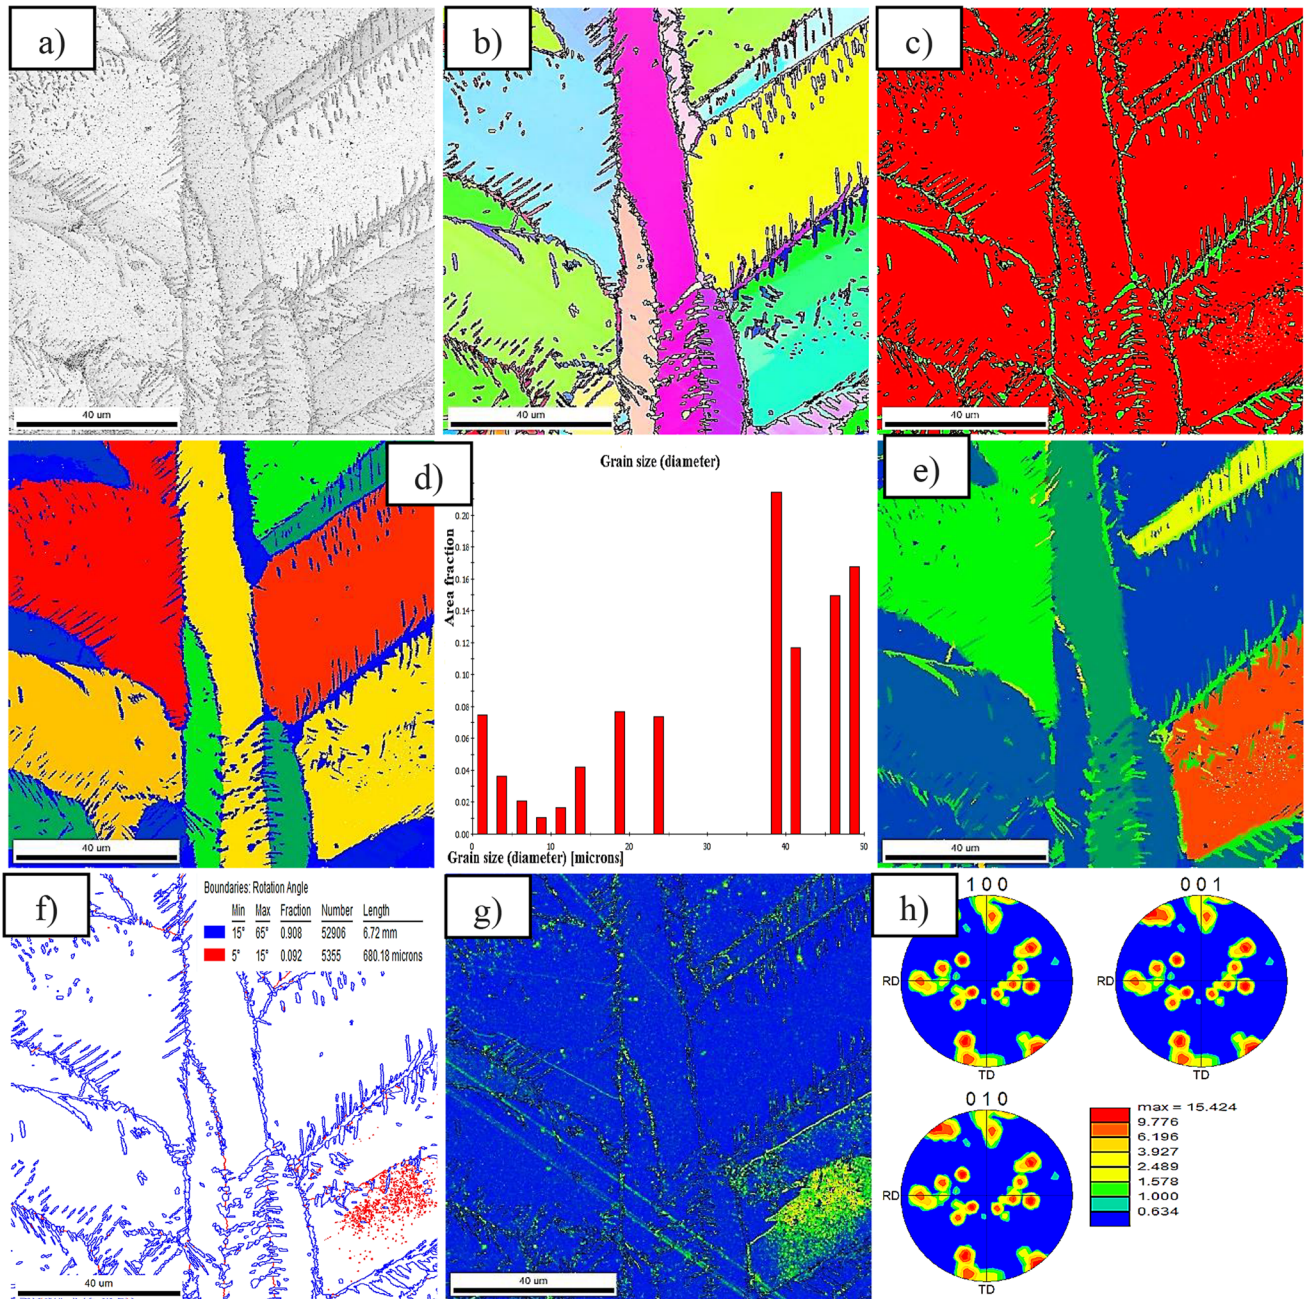 a)
b)
c)
40 um
40 um
40 um
d)
Grain size (diameter)
e)
Area fraction
0.20
0.18
0.16
0.14
0.12
0.10
0.08
0.06
0.04
0.02
0.00
0 10 20 30 40 50
Grain size (diameter) [microns]
40 um
40 um
f)
Boundaries: Rotation Angle
Min Max Fraction Number Length
15° 65° 0.908 52906 6.72 mm
5° 15° 0.092 5355 680.18 microns
40 um
g)
40 um
h)
1 0 0
0 0 1
RD
RD
TD
TD
0 1 0
RD
TD
max = 15.424
9.776
6.196
3.927
2.489
1.578
1.000
0.634